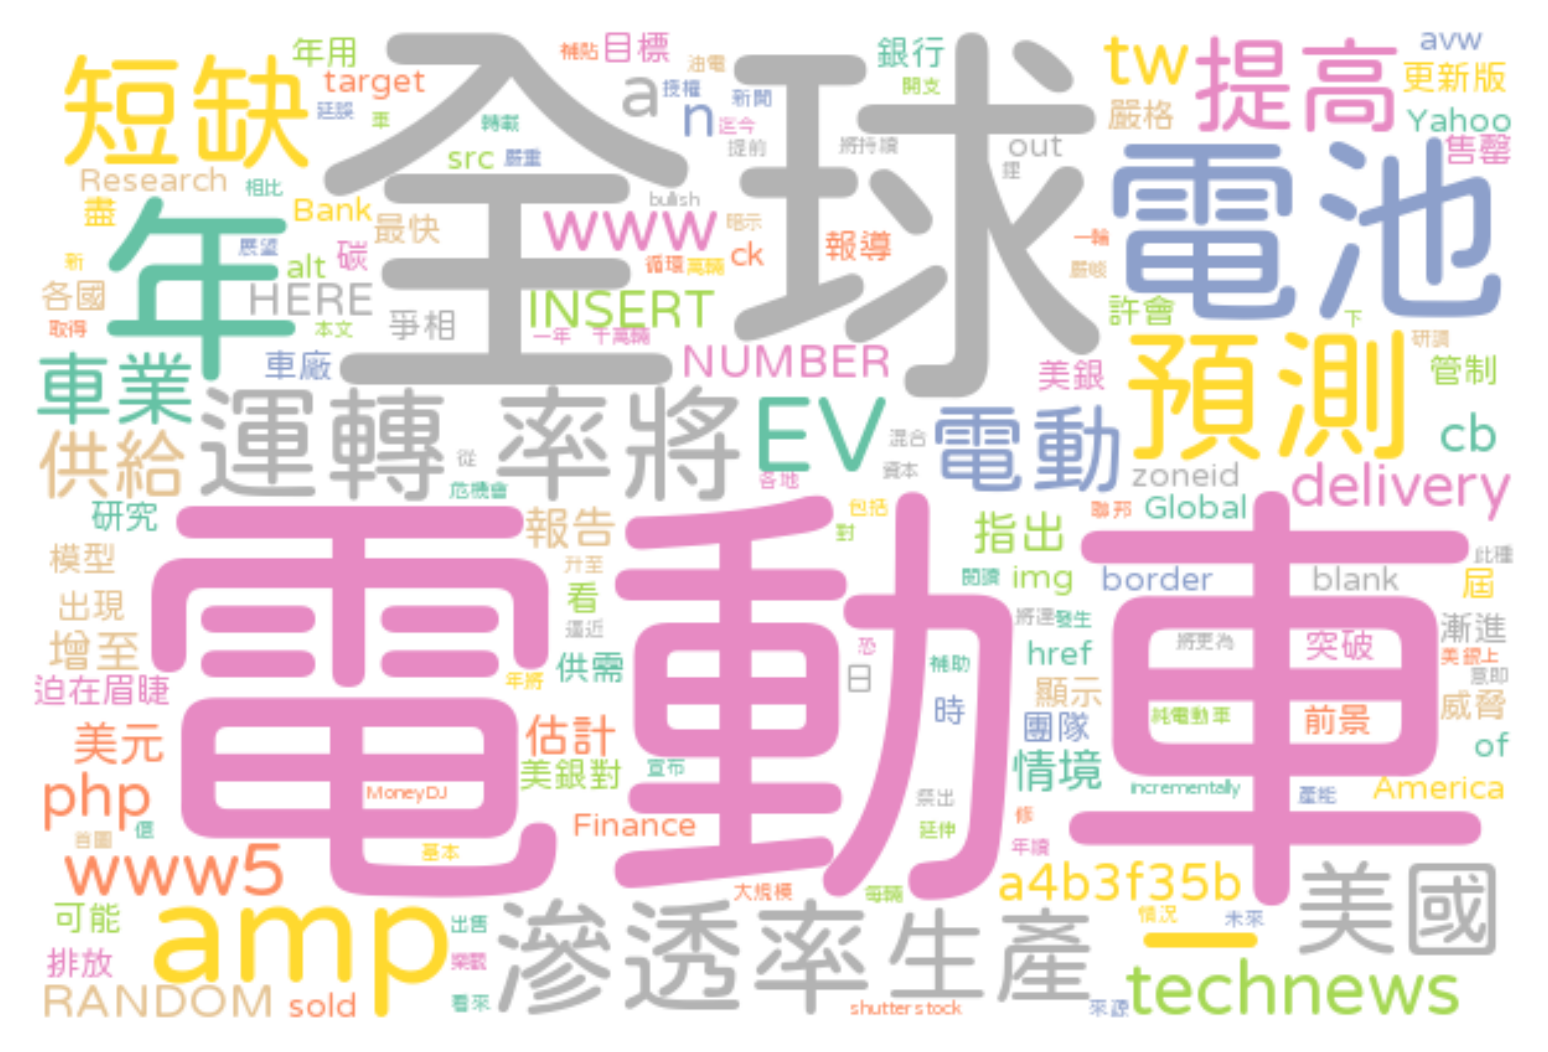 短缺
年用
target
延誤
車
補貼
目標
油電
全球
a
授權
n
新聞
迄今
提前
轉載
src
嚴重
將持續
銀行
開支
tw
提高
avw
更新版
嚴格
Yahoo
售罄
out
Research
相比
盡
Bank
最快
bullish
www
暗示
ck
報導
循環
萬輛
一輪
電池
年
展望
新
alt
碳
各國
HERE
取得
本文
爭相
INSERT
一年
千萬輛
許會
下
研調
車業
車廠
NUMBER
美銀
預測
管制
供給
運轉
率將
從
危機會
EV
各地
混合
資本
電動
zoneid
cb
delivery
研究
報告
包括
對
指出
聯邦
Global
此種
模型
升至
看
閱讀
img
border
blank
屆
出現
逼近
將達
發生
漸進
增至
供需
電動車
恐
日
補助
href
將更為
突破
美銀上
意即
迫在眉睫
年將
時
顯示
團隊
純電動車
前景
威脅
of
美元
估計
美銀對
宣布
情境
incrementally
產能
America
php
MoneyDJ
Finance
祭出
延伸
修
年續
首圖
償
基本
www5
大規模
每輛
a4b3f35b
情況
未來
美國
可能
amp
出售
滲透率
生產
一
排放
樂觀
RANDOM
sold
看來
shutterstock
來源
technews